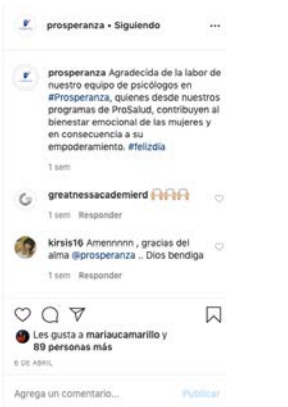 prosperanza • Siguiendo
prosperanza Agradecida de la labor de
nuestro equipo de psicólogos en
#Prosperanza, quienes desde nuestros
programas de ProSalud, contribuyen al
bienestar emocional de las mujeres y
en consecuencia a su
empoderamiento. #felizdía
1 sem
greatnessacademierd
1 sem Responder
kirsis16 Amennnnn , gracias del
alma @prosperanza .. Dios bendiga
1 sem Responder
Les gusta a mariaucamarillo y
89 personas más
6 DE ABRIL
Agrega un comentario...
Publicar